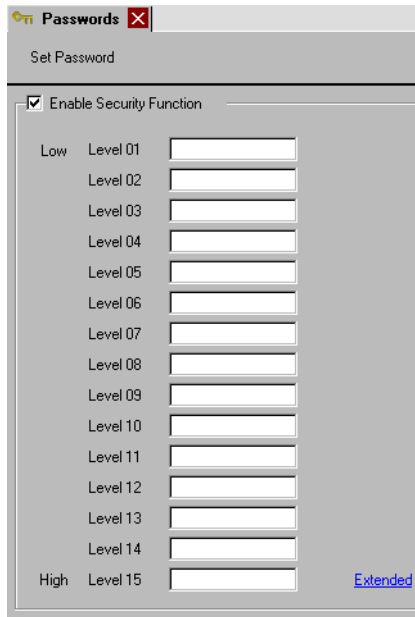 Passwords
Set Password
Enable Security Function
Low Level 01
Level 02
Level 03
Level 04
Level 05
Level 06
Level 07
Level 08
Level 09
Level 10
Level 11
Level 12
Level 13
Level 14
High Level 15 Extended